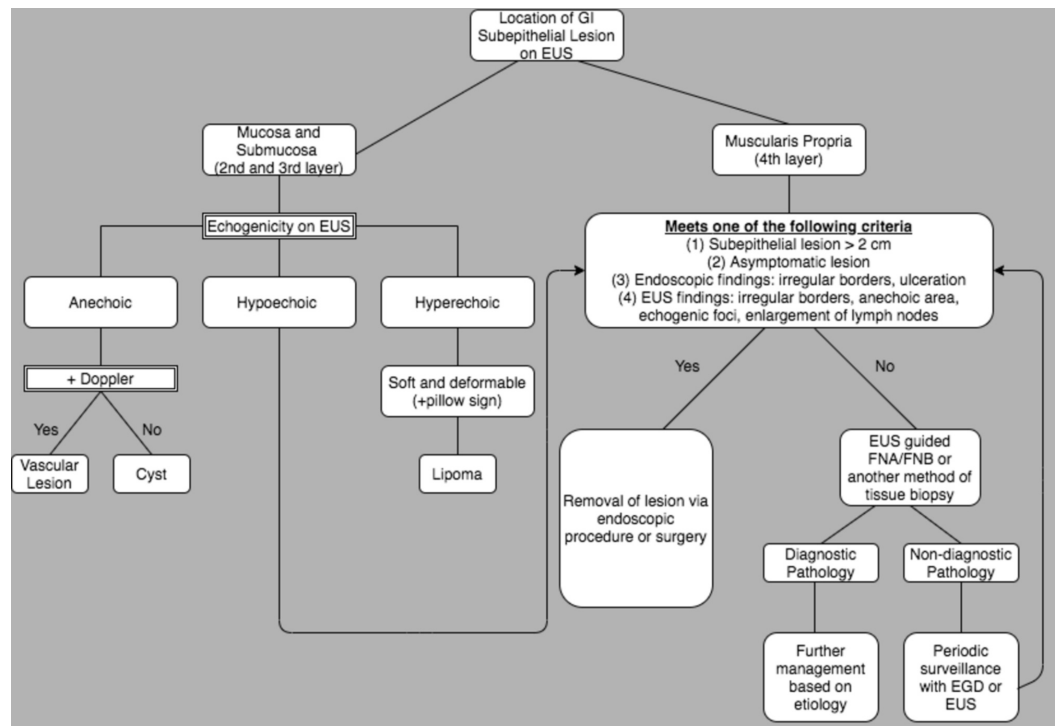 Location of GI
Subepithelial Lesion
on EUS
Mucosa and
Submucosa
(2nd and 3rd layer)
Muscularis Propria
(4th layer)
Echogenicity on EUS
Meets one of the following criteria
(1) Subepithelial lesion > 2 cm
(2) Asymptomatic lesion
(3) Endoscopic findings: irregular borders, ulceration
(4) EUS findings: irregular borders, anechoic area,
echogenic foci, enlargement of lymph nodes
Anechoic
Hypoechoic
Hyperechoic
+ Doppler
Soft and deformable
(+pillow sign)
Yes
No
Yes
No
Vascular
Lesion
Cyst
Lipoma
Removal of lesion via
endoscopic
procedure or surgery
EUS guided
FNA/FNB or
another method of
tissue biopsy
Diagnostic
Pathology
Non-diagnostic
Pathology
Further
management
based on
etiology
Periodic
surveillance
with EGD or
EUS